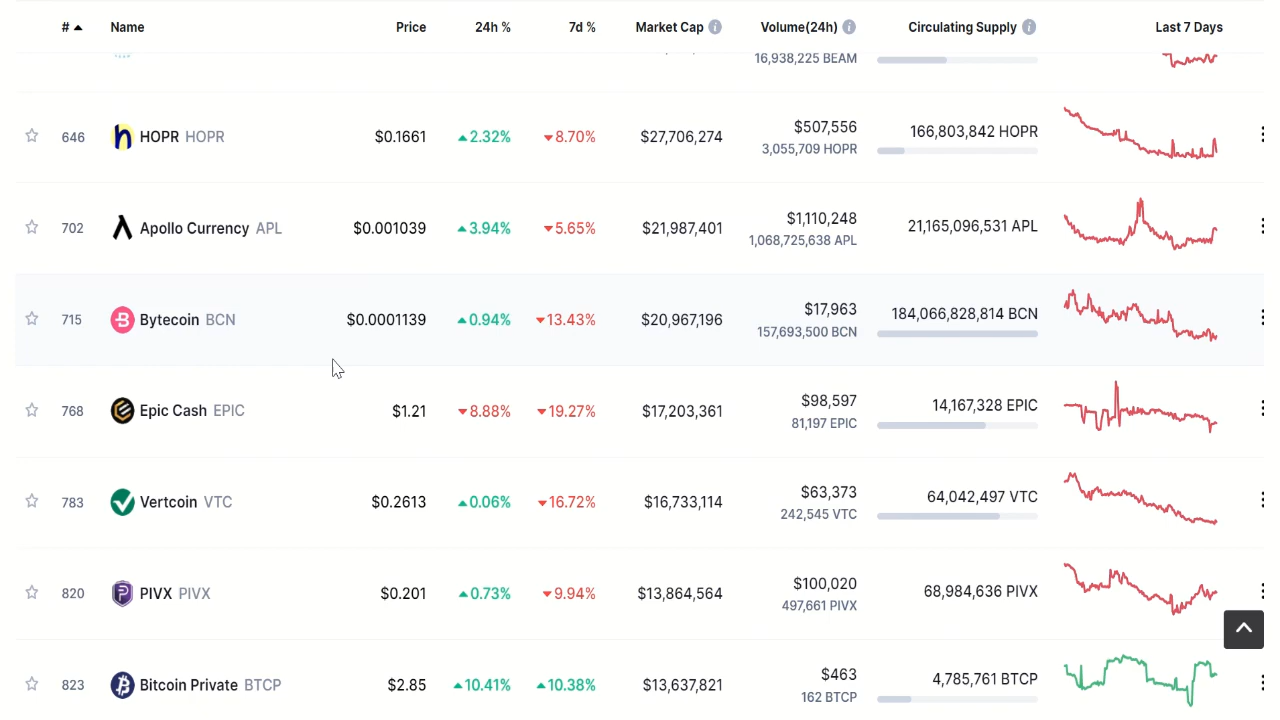 # Name Price 24h % 7d % Market Cap Volume(24h) Circulating Supply Last 7 Days
16,938,225 BEAM
646 HOPR HOPR $0.1661 2.32% 8.70% $27,706,274 $507,556 166,803,842 HOPR
3,055,709 HOPR
702 Apollo Currency APL $0.001039 3.94% 5.65% $21,987,401 $1,110,248 21,165,096,531 APL
1,068,725,638 APL
715 Bytecoin BCN $0.0001139 0.94% 13.43% $20,967,196 $17,963 184,066,828,814 BCN
157,693,500 BCN
768 Epic Cash EPIC $1.21 8.88% 19.27% $17,203,361 $98,597 14,167,328 EPIC
81,197 EPIC
783 Vertcoin VTC $0.2613 0.06% 16.72% $16,733,114 $63,373 64,042,497 VTC
242,545 VTC
820 PIVX PIVX $0.201 0.73% 9.94% $13,864,564 $100,020 68,984,636 PIVX
497,661 PIVX
823 Bitcoin Private BTCP $2.85 10.41% 10.38% $13,637,821 $463 4,785,761 BTCP
162 BTCP